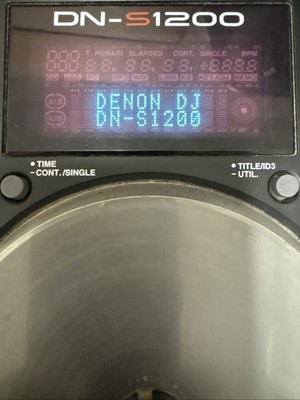 DN-S1200
T. REMAIN ELAPSED CONT. SINGLE BPM
DENON DJ
DN-S1200
• TIME
– CONT./SINGLE
• TITLE/ID3
– UTIL.